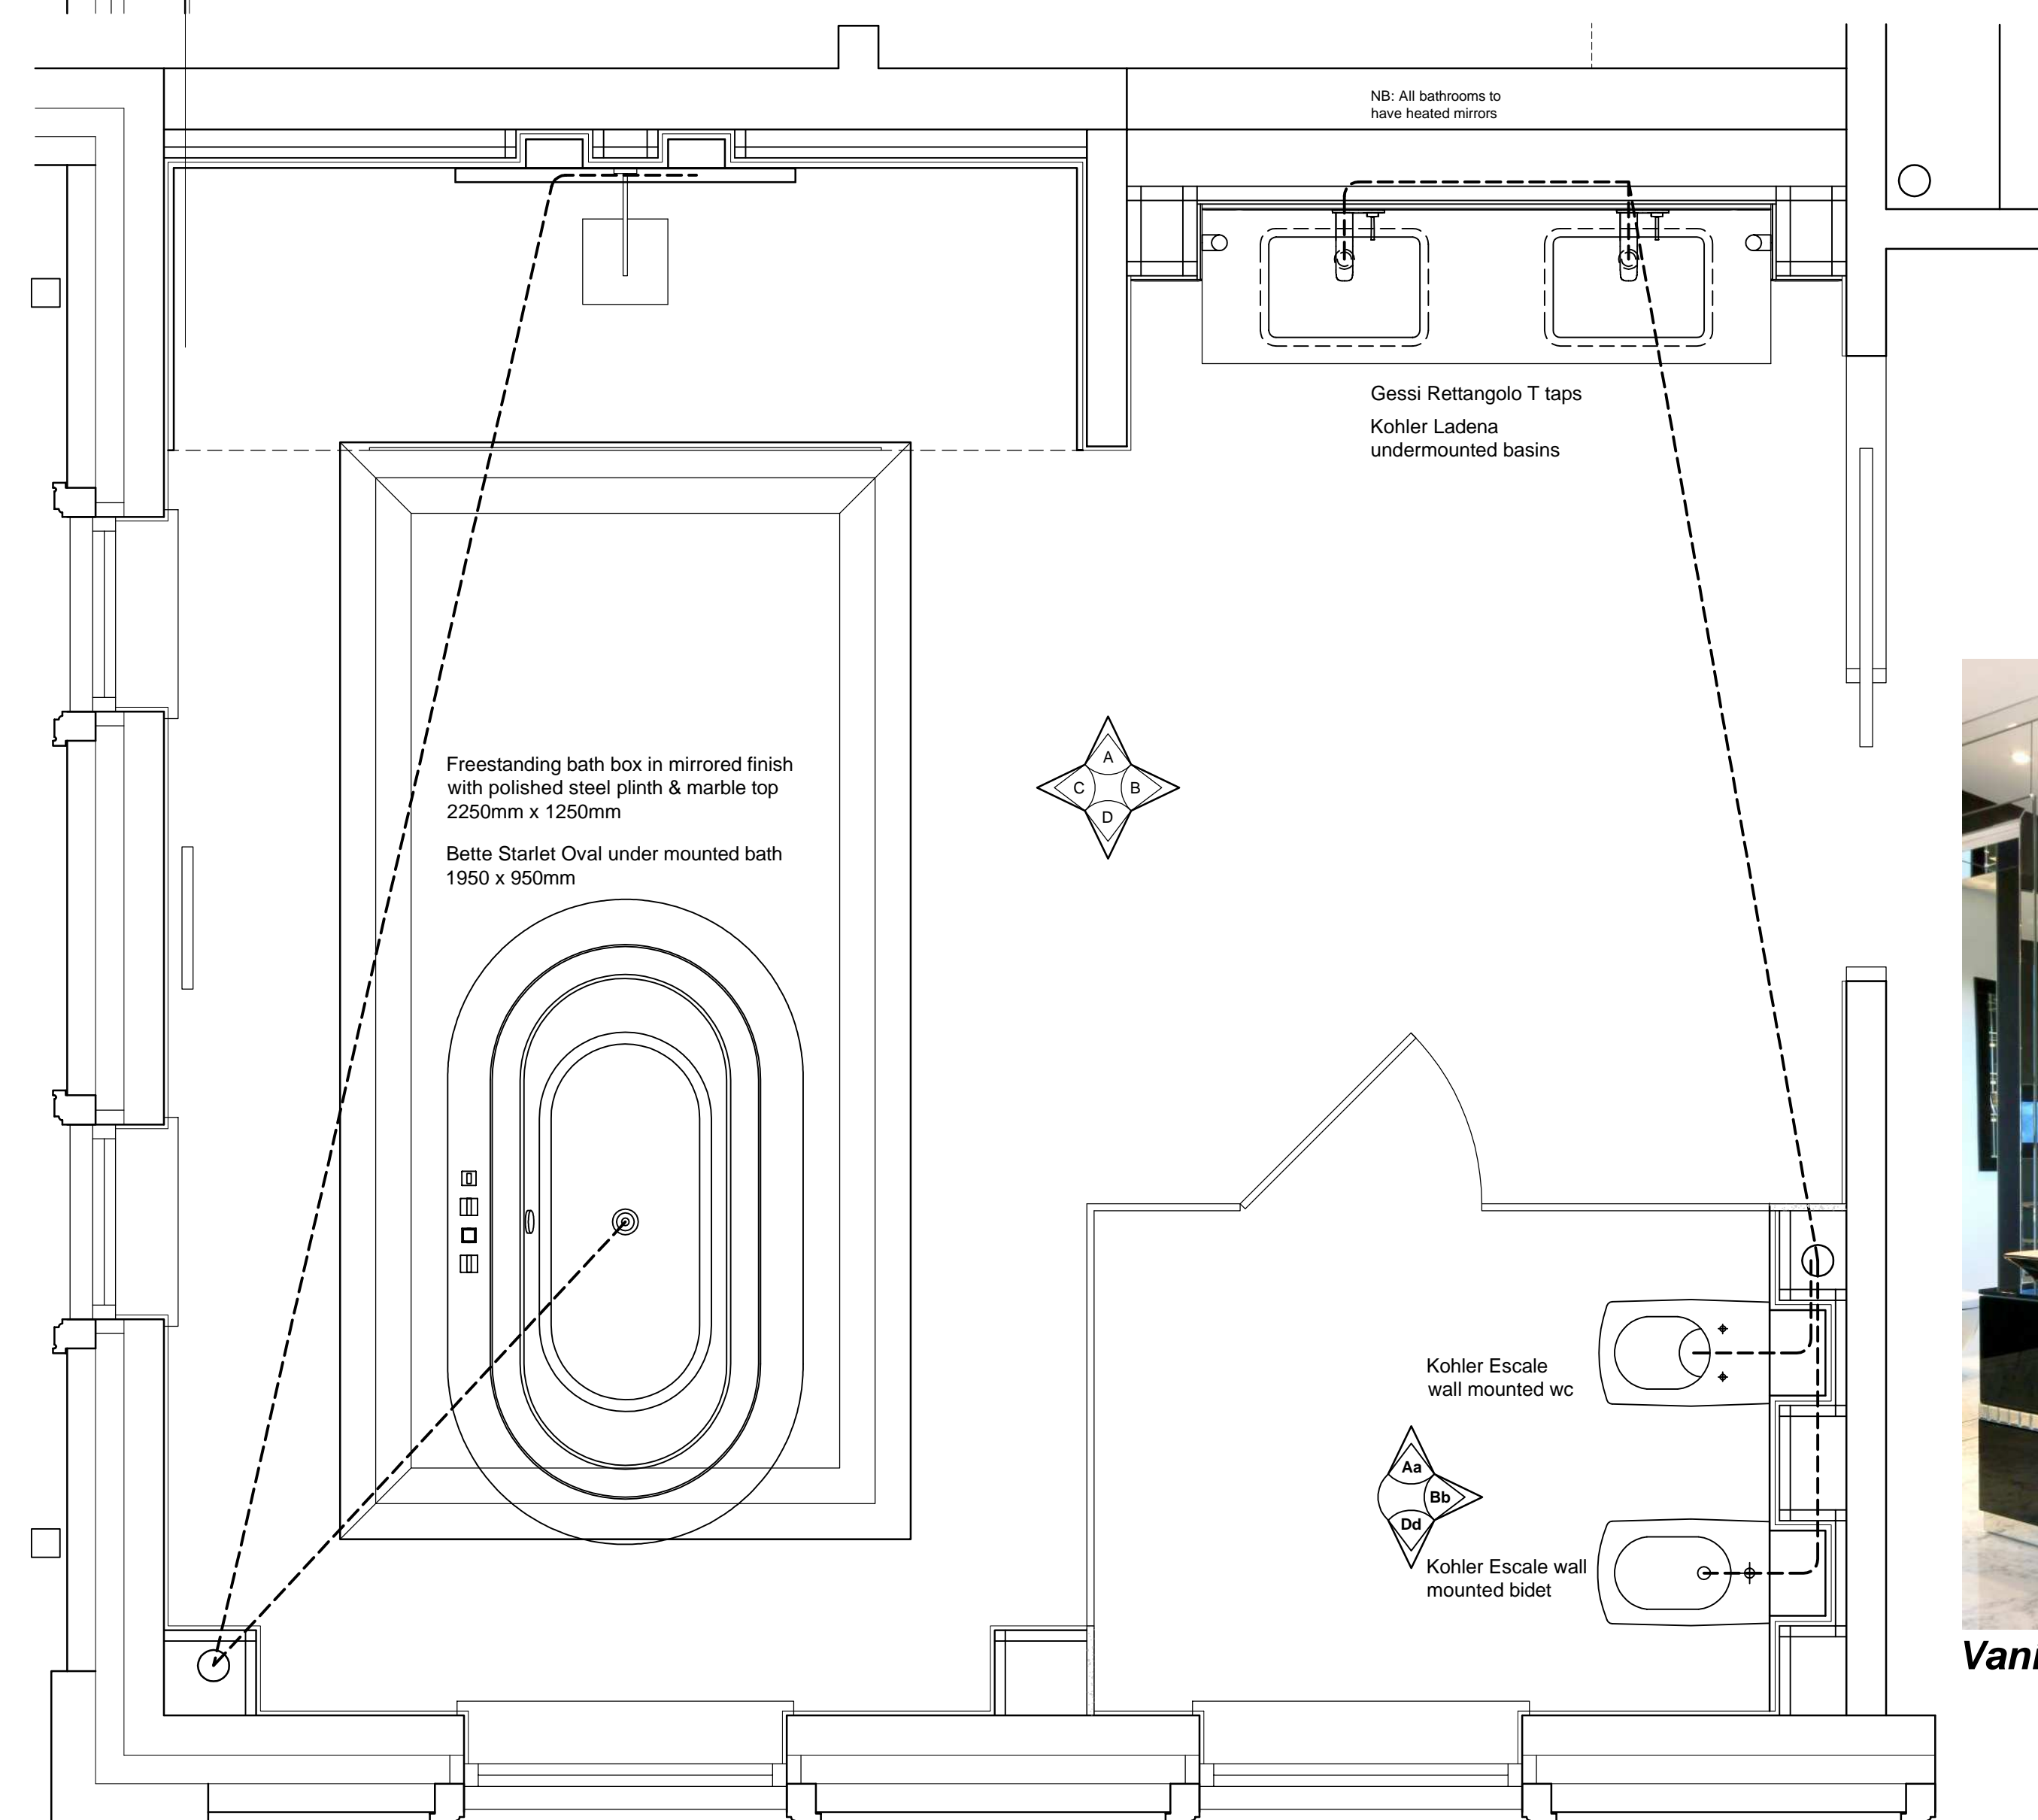 NB: All bathrooms to
have heated mirrors
Gessi Rettangolo T taps
Kohler Ladena
undermounted basins
A
C
B
D
Freestanding bath box in mirrored finish
with polished steel plinth & marble top
2250mm x 1250mm
Bette Starlet Oval under mounted bath
1950 x 950mm
Kohler Escale
wall mounted wc
Aa
Bb
Dd
Kohler Escale wall
mounted bidet